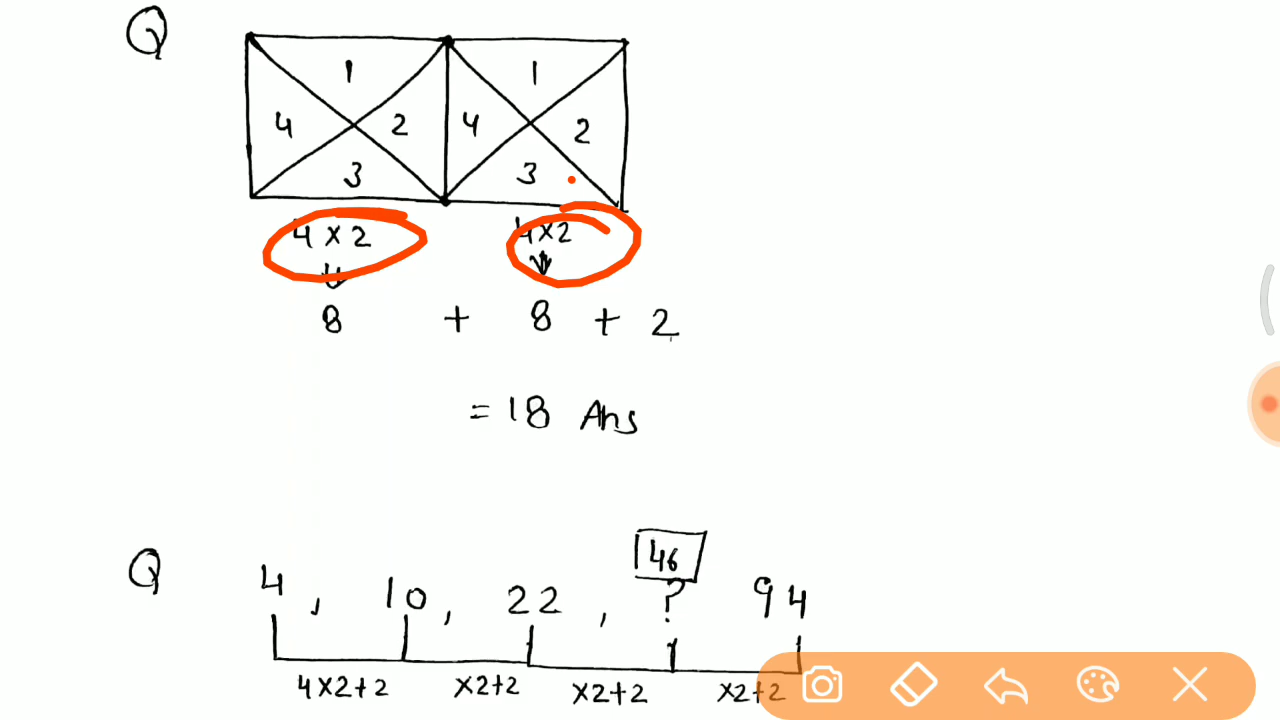 Q
1 1
4 2 4 2
3 3
4 × 2 4×2
8 + 8 + 2
= 18 Ans
46
Q 4 , 10 , 22 , ? 94
4×2+2 ×2+2 ×2+2 ×2+2